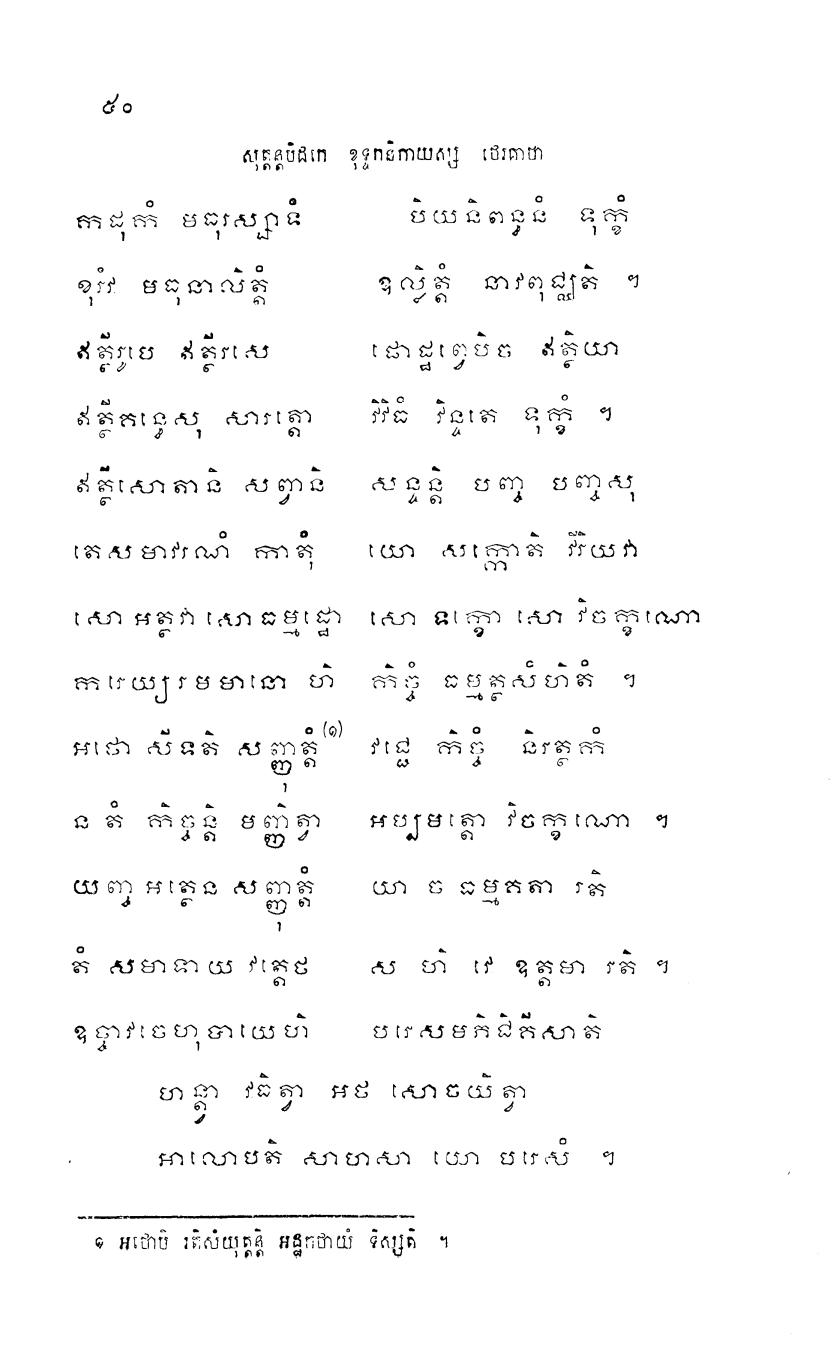 ៥០
សុត្តន្តបិដកេ ខុទ្ទកនិកាយស្ស ថេរគាថា
កដុកំ មធុរស្សាទំ បិយនិពន្ធនំ ទុក្ខំ
ខុរំវ មធុនាលិត្តំ ឧល្លិត្តំ នាវពុជ្ឈតិ ។
ឥត្ថីរូបេ ឥត្ថីរសេ ផោដ្ឋព្វេបិច ឥត្ថិយា
ឥត្ថីគន្ធេសុ សារត្តោ វិវិធំ វិន្ទតេ ទុក្ខំ ។
ឥត្ថីសោតានិ សព្វានិ សន្ទន្តិ បញ្ច បញ្ចសុ
តេសមាវរណំ កាតុំ យោ សក្កោតិ វីរិយវា
សោ អត្ថវា សោ ធម្មដ្ឋោ សោ ទក្ខោ សោ វិចក្ខណោ
ករេយ្យរមមានោ ហិ កិច្ចំ ធម្មត្ថសំហិតំ ។
អថោ សីទតិ សញ្ញុត្តំ(១) វជ្ជេ កិច្ចំ និរត្ថកំ
ន តំ កិច្ចន្តិ មញ្ញិត្វា អប្បមត្តោ វិចក្ខណោ ។
យញ្ច អត្ថេន សញ្ញុត្តំ យា ច ធម្មគតា រតិ
តំ សមាទាយ វត្តេថ ស ហិ វេ ឧត្តមា រតិ ។
ឧច្ចាវចេហុបាយេហិ បរេសមភិជិគីសាតិ
ហន្ត្វា វធិត្វា អថ សោចយិត្វា
អាលោបតិ សាហសា យោ បរេសំ ។
១ អថោបិ រតិសំយុត្តន្តិ អដ្ឋកថាយំ ទិស្សតិ ។